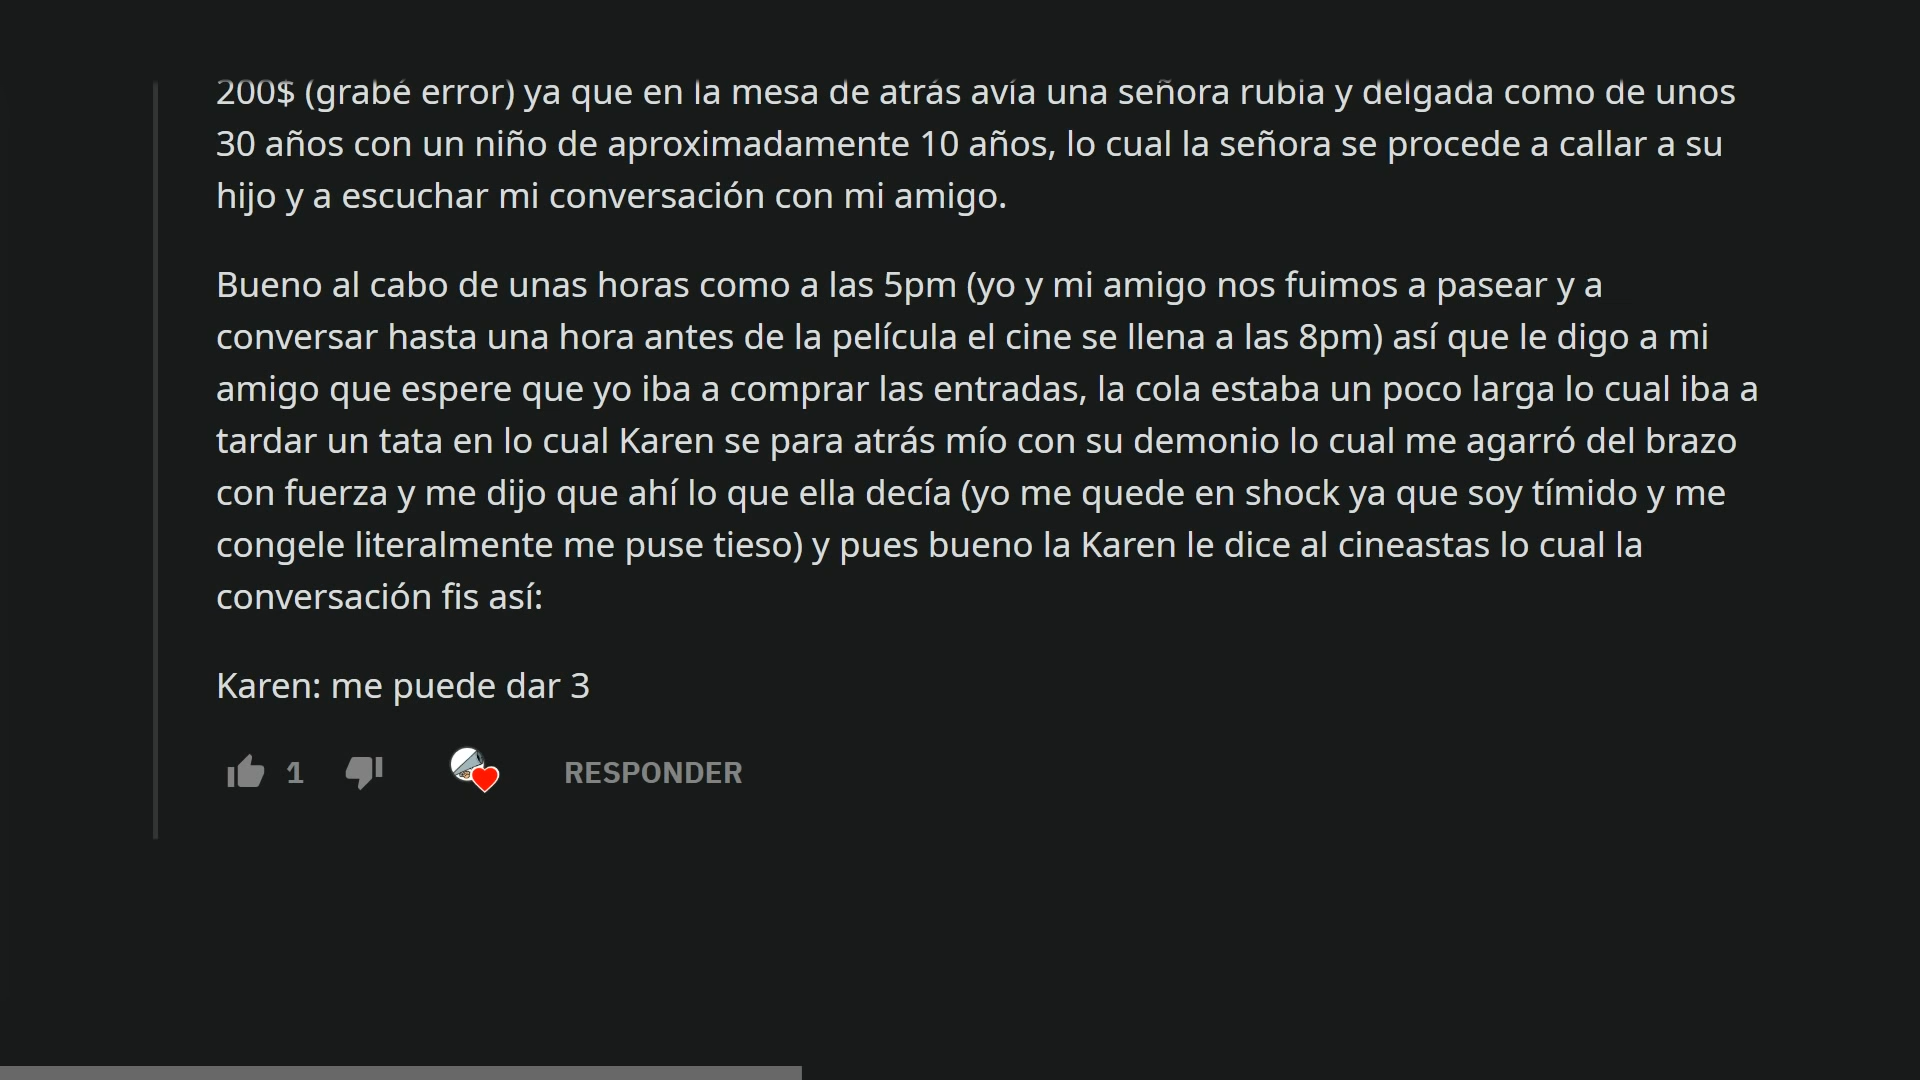 200$ (grabé error) ya que en la mesa de atrás avía una señora rubia y delgada como de unos
30 años con un niño de aproximadamente 10 años, lo cual la señora se procede a callar a su
hijo y a escuchar mi conversación con mi amigo.
Bueno al cabo de unas horas como a las 5pm (yo y mi amigo nos fuimos a pasear y a
conversar hasta una hora antes de la película el cine se llena a las 8pm) así que le digo a mi
amigo que espere que yo iba a comprar las entradas, la cola estaba un poco larga lo cual iba a
tardar un tata en lo cual Karen se para atrás mío con su demonio lo cual me agarró del brazo
con fuerza y me dijo que ahí lo que ella decía (yo me quede en shock ya que soy tímido y me
congele literalmente me puse tieso) y pues bueno la Karen le dice al cineastas lo cual la
conversación fis así:
Karen: me puede dar 3
1 RESPONDER